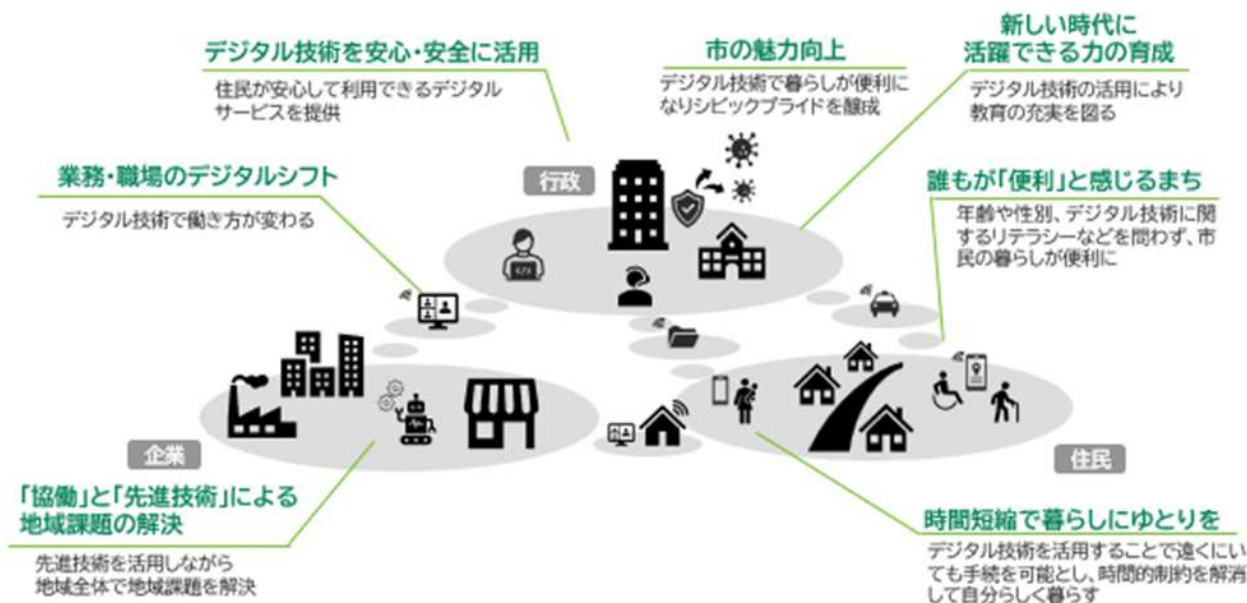 デジタル技術を安心・安全に活用
住民が安心して利用できるデジタル
サービスを提供
市の魅力向上
デジタル技術で暮らしが便利に
なりシビックプライドを醸成
新しい時代に
活躍できる力の育成
デジタル技術の活用により
教育の充実を図る
業務・職場のデジタルシフト
デジタル技術で働き方が変わる
行政
誰もが「便利」と感じるまち
年齢や性別、デジタル技術に関
するリテラシーなどを問わず、市
民の暮らしが便利に
企業
住民
「協働」と「先進技術」による
地域課題の解決
先進技術を活用しながら
地域全体で地域課題を解決
時間短縮で暮らしにゆとりを
デジタル技術を活用することで遠くにい
ても手続を可能とし、時間的制約を解消
して自分らしく暮らす